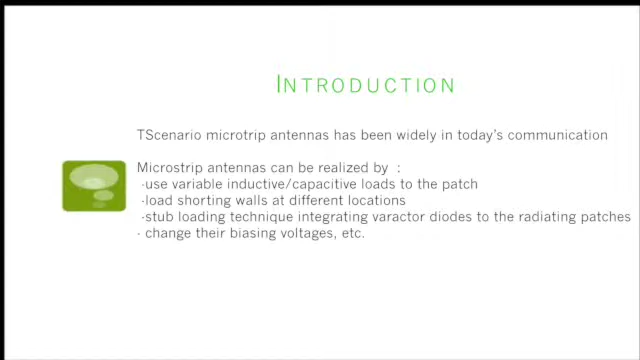 INTRODUCTION
TScenario microtrip antennas has been widely in today's communication
Microstrip antennas can be realized by :
-use variable inductive/capacitive loads to the patch
-load shorting walls at different locations
-stub loading technique integrating varactor diodes to the radiating patches
- change their biasing voltages, etc.